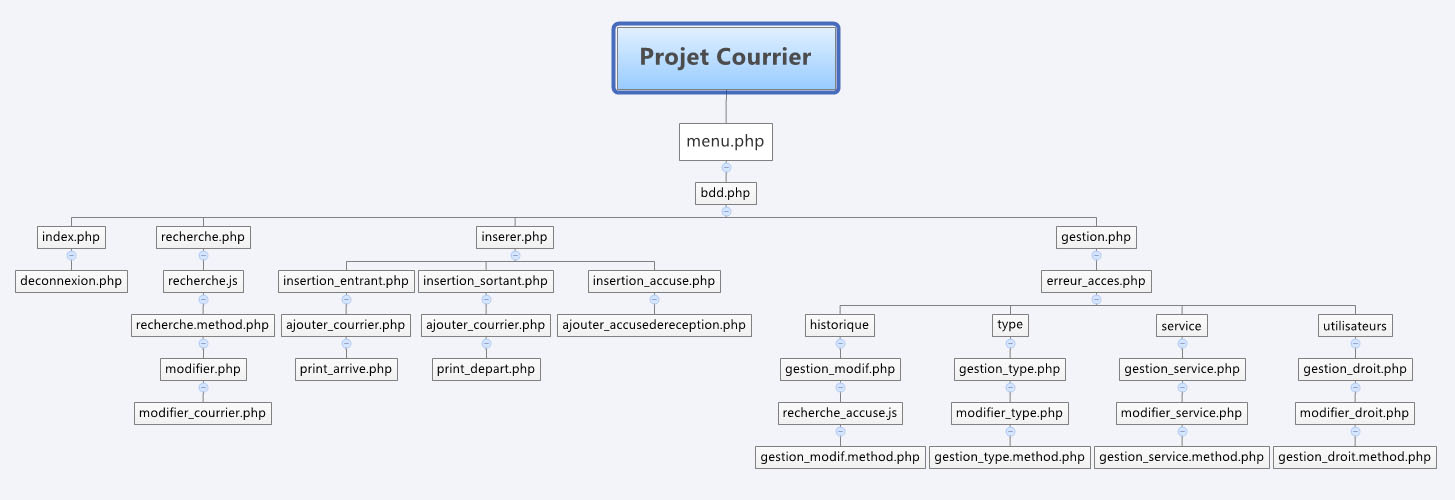 Projet Courrier
menu.php
bdd.php
index.php
recherche.php
inserer.php
gestion.php
deconnexion.php
recherche.js
insertion_entrant.php
insertion_sortant.php
insertion_accuse.php
erreur_acces.php
recherche.method.php
ajouter_courrier.php
ajouter_courrier.php
ajouter_accusedereception.php
historique
type
service
utilisateurs
modifier.php
print_arrive.php
print_depart.php
gestion_modif.php
gestion_type.php
gestion_service.php
gestion_droit.php
modifier_courrier.php
recherche_accuse.js
modifier_type.php
modifier_service.php
modifier_droit.php
gestion_modif.method.php
gestion_type.method.php
gestion_service.method.php
gestion_droit.method.php